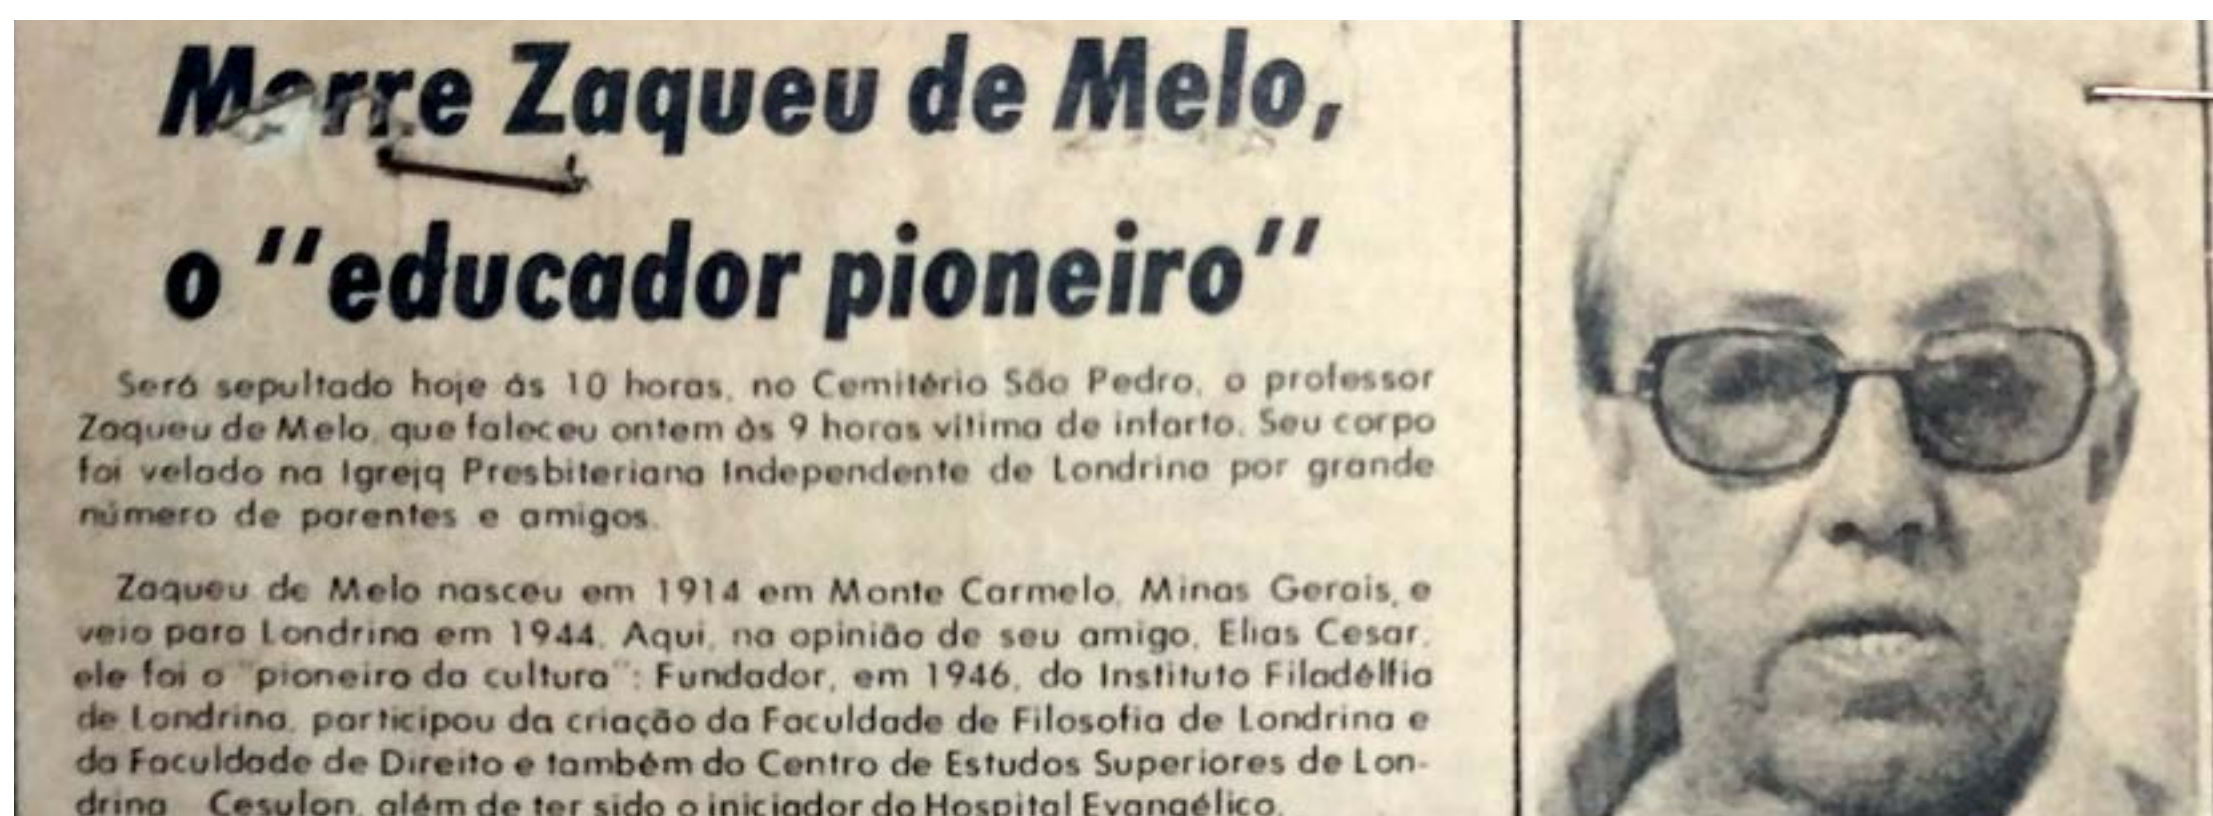 Morre Zaqueu de Melo,
o "educador pioneiro"
Será sepultado hoje ás 10 horas, no Cemitério São Pedro, o professor
Zaqueu de Melo, que faleceu ontem às 9 horas vítima de infarto. Seu corpo
foi velado na Igreja Presbiteriana Independente de Londrina por grande
número de parentes e amigos.
Zaqueu de Melo nasceu em 1914 em Monte Carmelo, Minas Gerais, e
veio para Londrina em 1944. Aqui, na opinião de seu amigo, Elias Cesar,
ele foi o "pioneiro da cultura": Fundador, em 1946, do Instituto Filadélfia
de Londrina, participou da criação da Faculdade de Filosofia de Londrina e
da Faculdade de Direito e também do Centro de Estudos Superiores de Lon-
drina Cesulon, além de ter sido o iniciador do Hospital Evangélico.